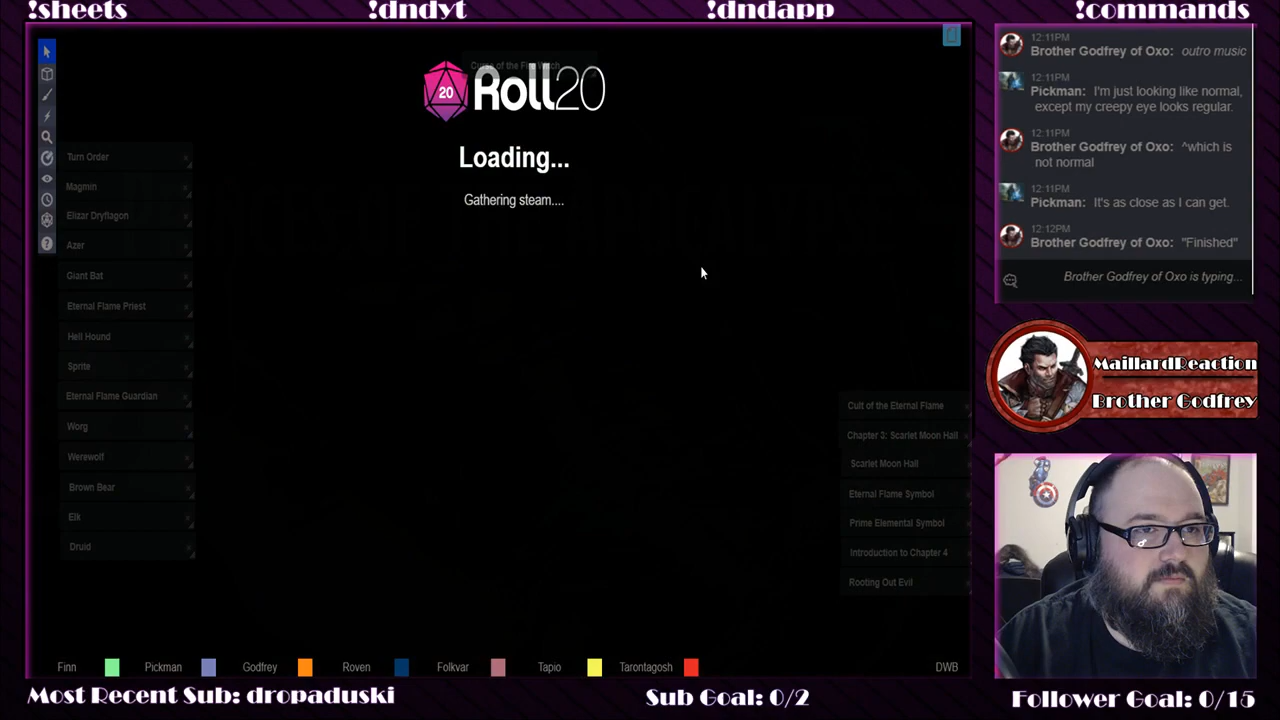 !sheets
!dndyt
!dndapp
!commands
Curse of the Fire Witch
20
Roll20
Loading...
Gathering steam....
Turn Order
Magmin
Elizar Dryflagon
Azer
Giant Bat
Eternal Flame Priest
Hell Hound
Sprite
Eternal Flame Guardian
Worg
Werewolf
Brown Bear
Elk
Druid
Cult of the Eternal Flame
Chapter 3: Scarlet Moon Hall
Scarlet Moon Hall
Eternal Flame Symbol
Prime Elemental Symbol
Introduction to Chapter 4
Rooting Out Evil
Finn
Pickman
Godfrey
Roven
Folkvar
Tapio
Tarontagosh
DWB
12:11PM
Brother Godfrey of Oxo: outro music
12:11PM
Pickman: I'm just looking like normal,
except my creepy eye looks regular.
12:11PM
Brother Godfrey of Oxo: ^which is
not normal
12:11PM
Pickman: It's as close as I can get.
12:12PM
Brother Godfrey of Oxo: "Finished"
Brother Godfrey of Oxo is typing...
MaillardReaction
Brother Godfrey
Most Recent Sub: dropaduski
Sub Goal: 0/2
Follower Goal: 0/15